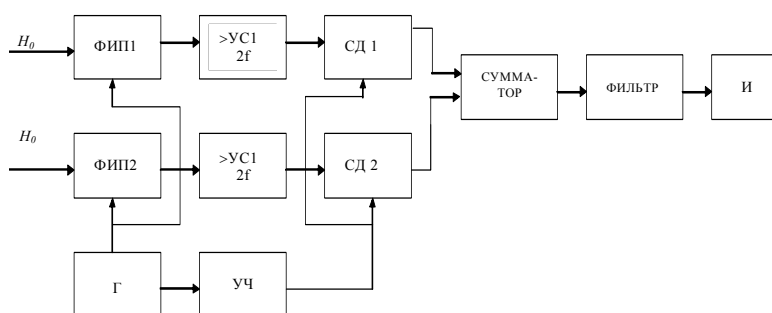 H₀
ФИП1
>УС1
2f
СД 1
СУММА-
ТОР
ФИЛЬТР
И
H₀
ФИП2
>УС1
2f
СД 2
Г
УЧ